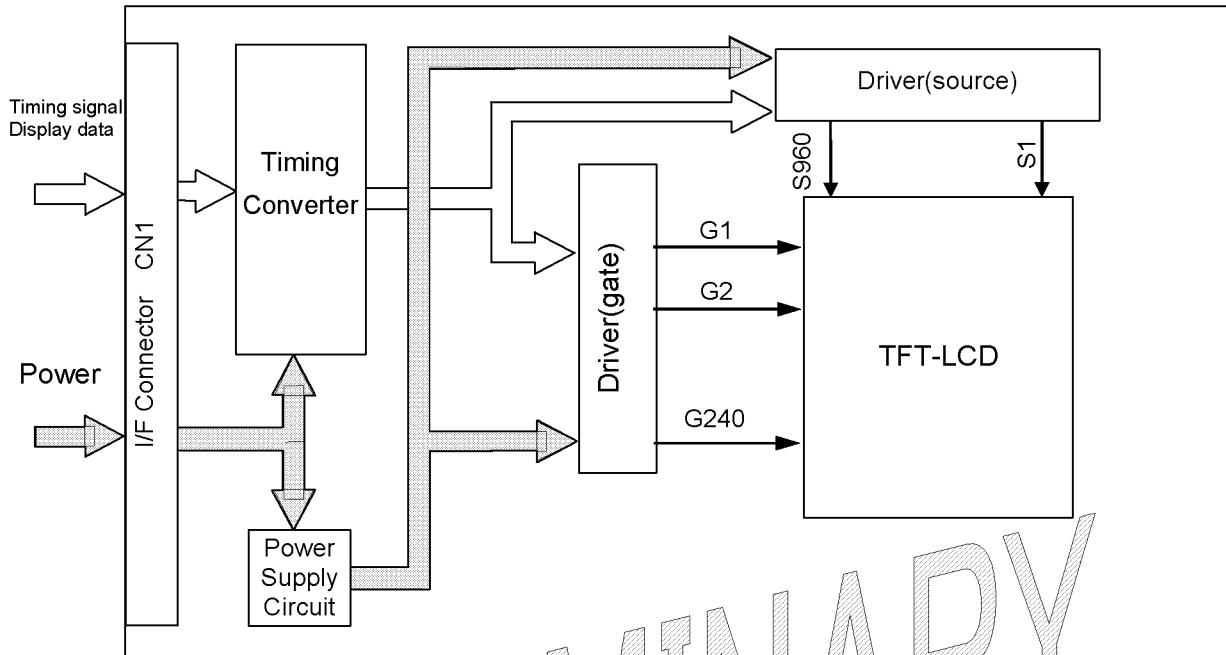 Timing signal
Display data
Power
I/F Connector CN1
Timing
Converter
Power
Supply
Circuit
Driver(source)
S960
S1
Driver(gate)
G1
G2
G240
TFT-LCD
MINARY